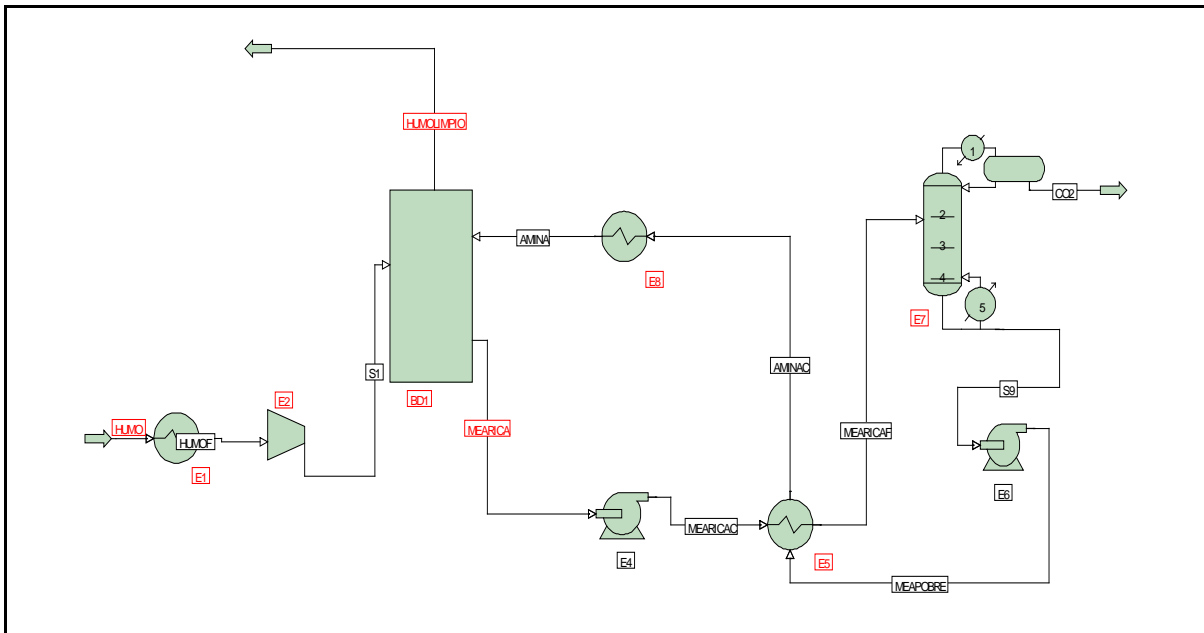 HUMOLIMPIO
1
CO2
2
3
4
5
E7
AMINA
E8
S1
AMINAC
MEARICAF
S9
E2
BD1
HUMO
HUMOF
E1
MEARICA
E6
MEARICAC
E4
E5
MEAPOBRE